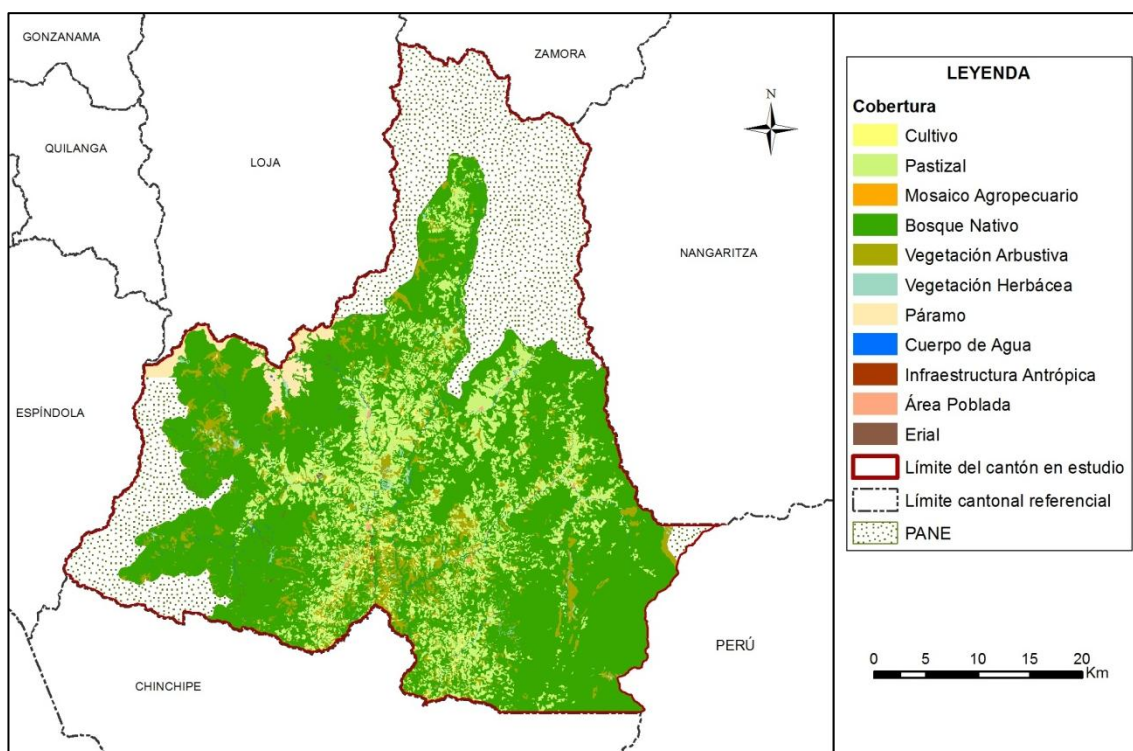 GONZANAMA
ZAMORA
QUILANGA
LOJA
N
NANGARITZA
ESPÍNDOLA
PERÚ
CHINCHIPE
LEYENDA
Cobertura
Cultivo
Pastizal
Mosaico Agropecuario
Bosque Nativo
Vegetación Arbustiva
Vegetación Herbácea
Páramo
Cuerpo de Agua
Infraestructura Antrópica
Área Poblada
Erial
Límite del cantón en estudio
Límite cantonal referencial
PANE
0 5 10 15 20
Km